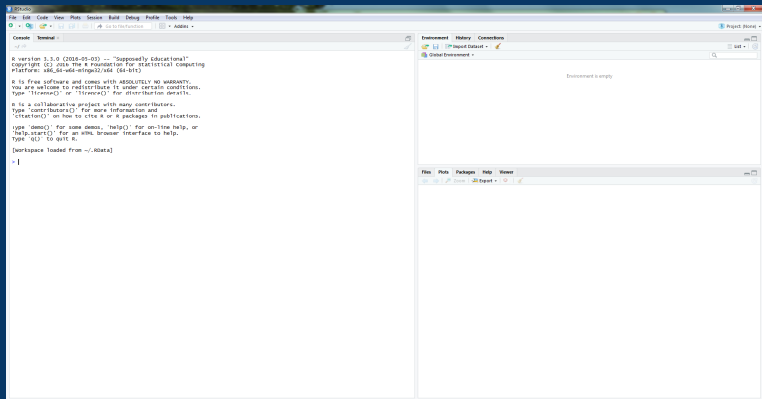 RStudio
File Edit Code View Plots Session Build Debug Profile Tools Help
Go to file/function Addins
Project: (None)
Console Terminal
~/
R version 3.3.0 (2016-05-03) -- "Supposedly Educational"
Copyright (C) 2016 The R Foundation for Statistical Computing
Platform: x86_64-w64-mingw32/x64 (64-bit)
R is free software and comes with ABSOLUTELY NO WARRANTY.
You are welcome to redistribute it under certain conditions.
Type 'license()' or 'licence()' for distribution details.
R is a collaborative project with many contributors.
Type 'contributors()' for more information and
'citation()' on how to cite R or R packages in publications.
Type 'demo()' for some demos, 'help()' for on-line help, or
'help.start()' for an HTML browser interface to help.
Type 'q()' to quit R.
[Workspace loaded from ~/.RData]
>
Environment History Connections
Import Dataset List
Global Environment
Environment is empty
Files Plots Packages Help Viewer
Zoom Export